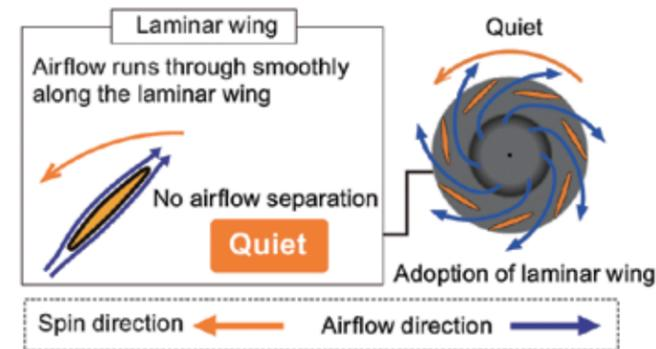 Laminar wing
Airflow runs through smoothly
along the laminar wing
No airflow separation
Quiet
Quiet
Adoption of laminar wing
Spin direction
Airflow direction